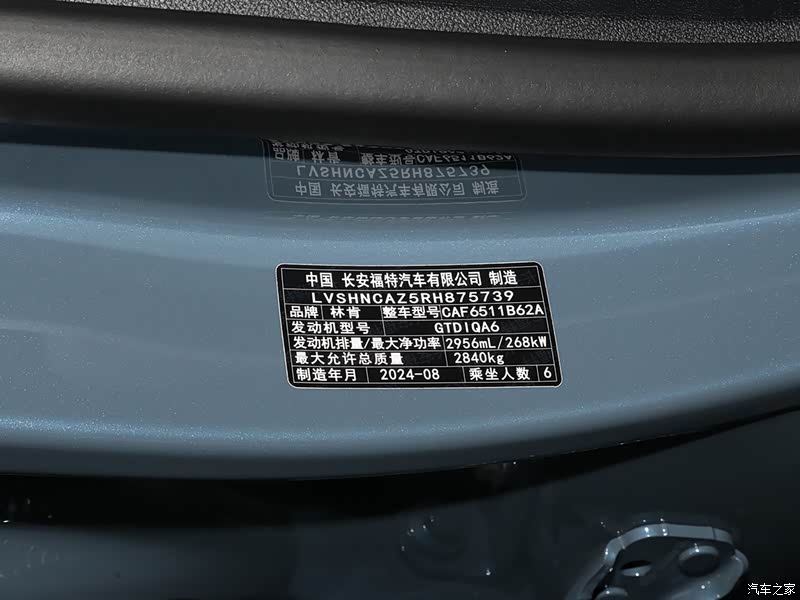 中国 长安福特汽车有限公司 制造
LVSHNCAZ5RH875739
品牌 林肯 整车型号 CAF6511B62A
发动机型号 GTDIQA6
发动机排量/最大净功率 2956mL/268kW
最大允许总质量 2840kg
制造年月 2024-08 乘坐人数 6
汽车之家